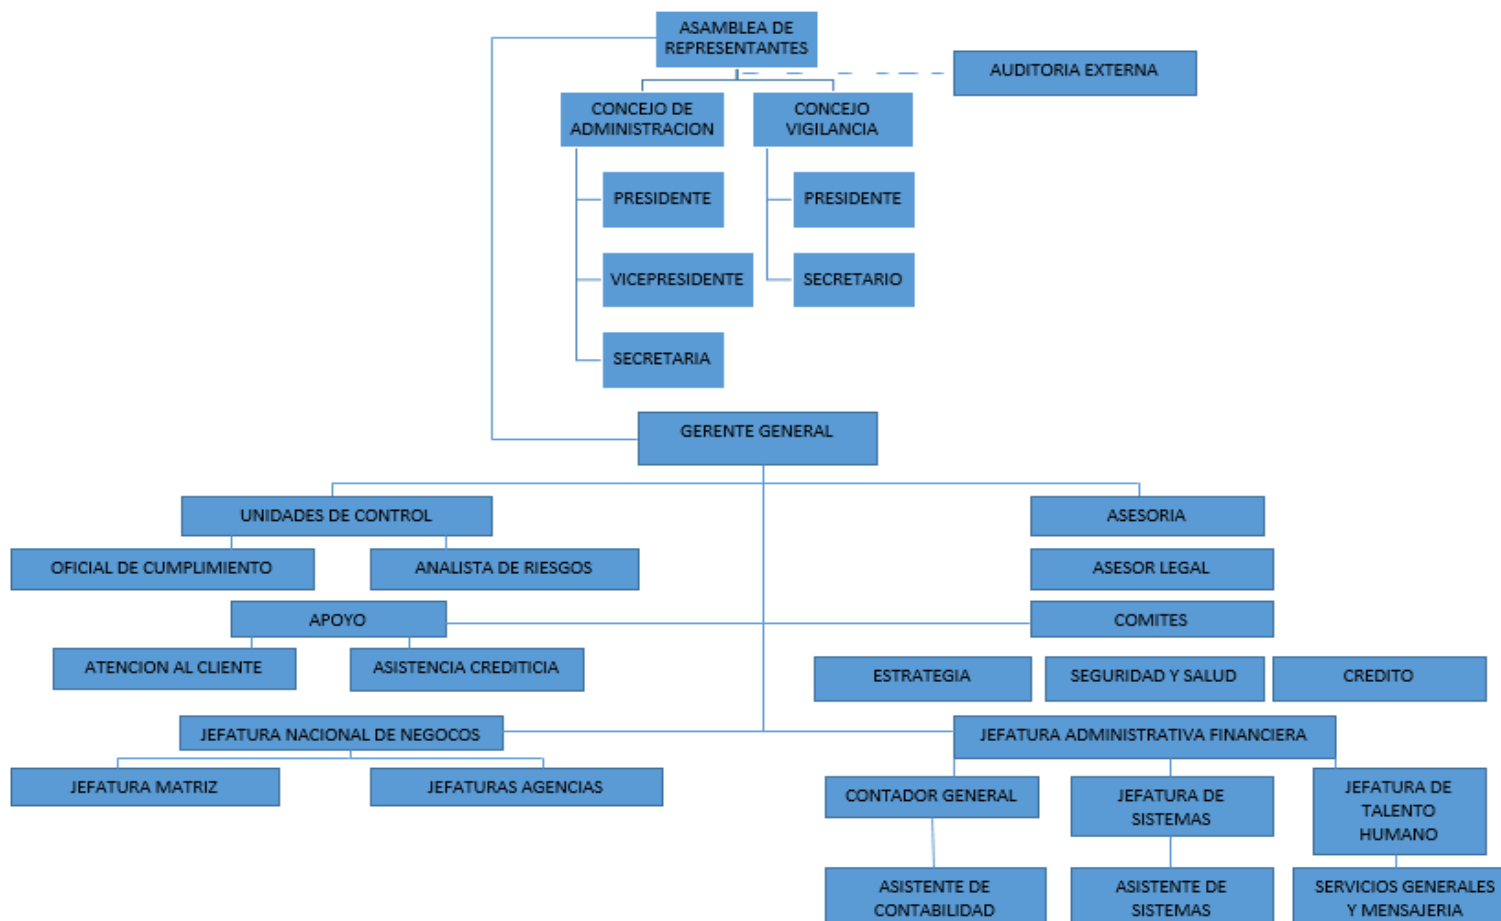 ASAMBLEA DE
REPRESENTANTES
AUDITORIA EXTERNA
CONCEJO DE
ADMINISTRACION
CONCEJO
VIGILANCIA
PRESIDENTE
PRESIDENTE
VICEPRESIDENTE
SECRETARIO
SECRETARIA
GERENTE GENERAL
UNIDADES DE CONTROL
ASESORIA
OFICIAL DE CUMPLIMIENTO
ANALISTA DE RIESGOS
ASESOR LEGAL
APOYO
COMITES
ATENCION AL CLIENTE
ASISTENCIA CREDITICIA
ESTRATEGIA
SEGURIDAD Y SALUD
CREDITO
JEFATURA NACIONAL DE NEGOCOS
JEFATURA ADMINISTRATIVA FINANCIERA
JEFATURA MATRIZ
JEFATURAS AGENCIAS
CONTADOR GENERAL
JEFATURA DE
SISTEMAS
JEFATURA DE
TALENTO
HUMANO
ASISTENTE DE
CONTABILIDAD
ASISTENTE DE
SISTEMAS
SERVICIOS GENERALES
Y MENSAJERIA